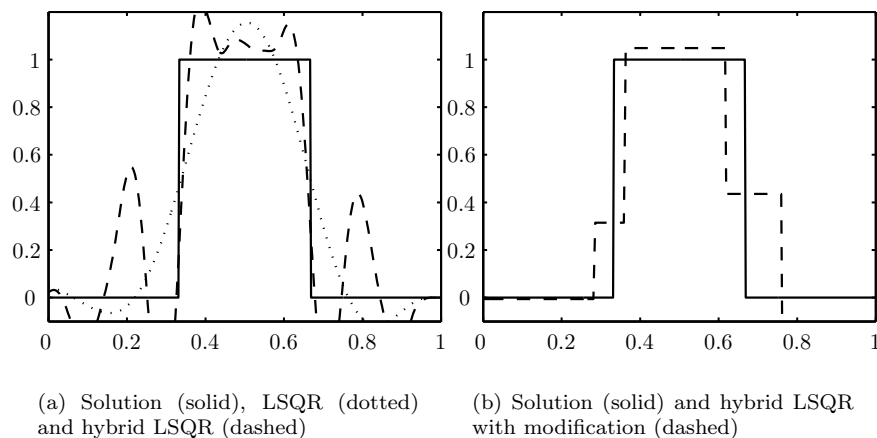 1
0.8
0.6
0.4
0.2
0
0 0.2 0.4 0.6 0.8 1
(a) Solution (solid), LSQR (dotted)
and hybrid LSQR (dashed)
1
0.8
0.6
0.4
0.2
0
0 0.2 0.4 0.6 0.8 1
(b) Solution (solid) and hybrid LSQR
with modification (dashed)